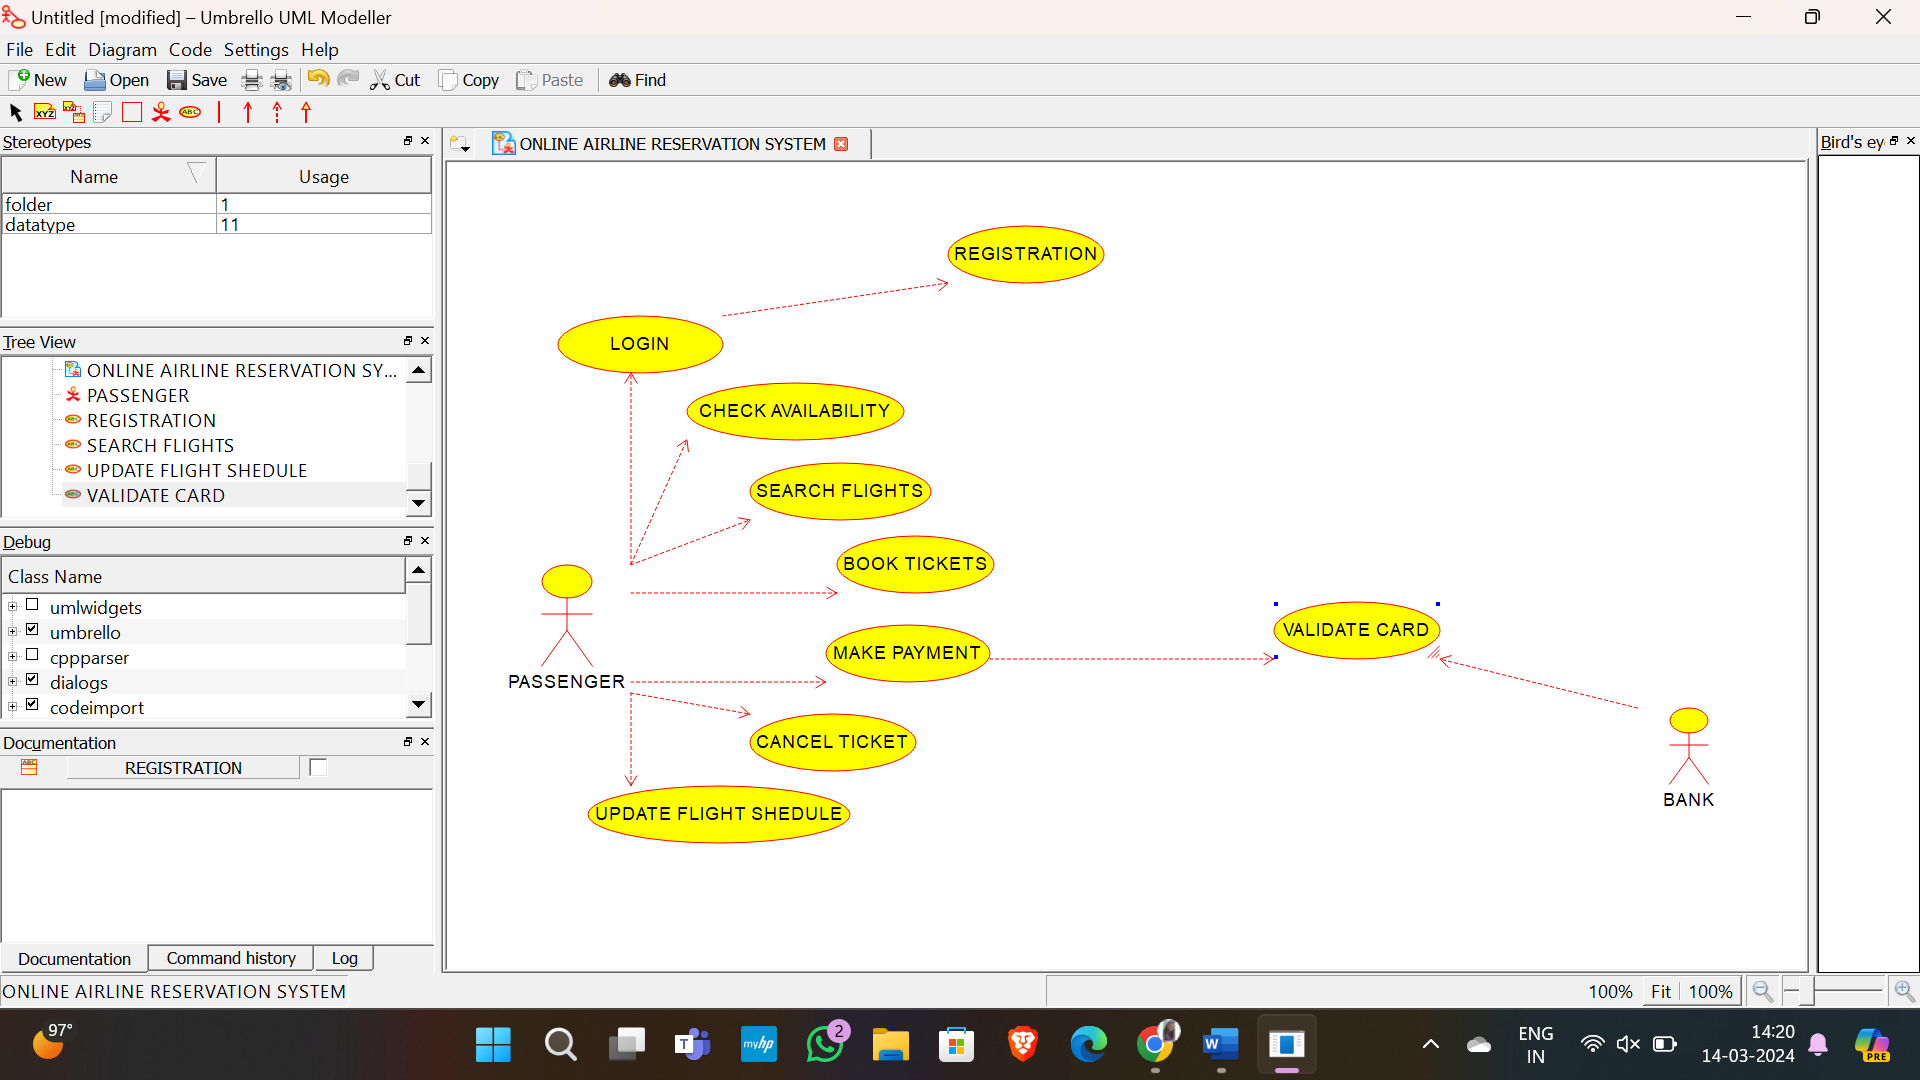 Untitled [modified] – Umbrello UML Modeller
File Edit Diagram Code Settings Help
New Open Save Cut Copy Paste Find
XYZ XYZ ABC
Stereotypes
Name Usage
folder 1
datatype 11
Tree View
ONLINE AIRLINE RESERVATION SY...
PASSENGER
REGISTRATION
SEARCH FLIGHTS
UPDATE FLIGHT SHEDULE
VALIDATE CARD
Debug
Class Name
umlwidgets
umbrello
cppparser
dialogs
codeimport
Documentation
REGISTRATION
Documentation Command history Log
ONLINE AIRLINE RESERVATION SYSTEM
ONLINE AIRLINE RESERVATION SYSTEM
REGISTRATION
LOGIN
CHECK AVAILABILITY
SEARCH FLIGHTS
BOOK TICKETS
MAKE PAYMENT
VALIDATE CARD
PASSENGER
CANCEL TICKET
UPDATE FLIGHT SHEDULE
BANK
Bird's ey
100% Fit 100%
97°
myhp
2
ENG
IN
14:20
14-03-2024
PRE